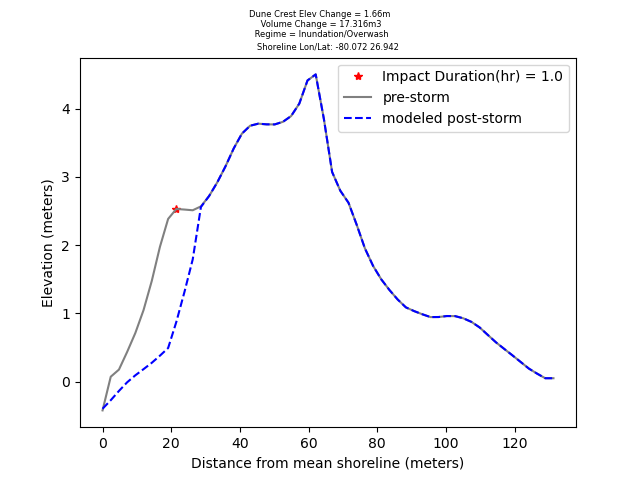 Dune Crest Elev Change = 1.66m
Volume Change = 17.316m3
Regime = Inundation/Overwash
Shoreline Lon/Lat: -80.072 26.942
Impact Duration(hr) = 1.0
pre-storm
modeled post-storm
Elevation (meters)
4
3
2
1
0
0 20 40 60 80 100 120
Distance from mean shoreline (meters)